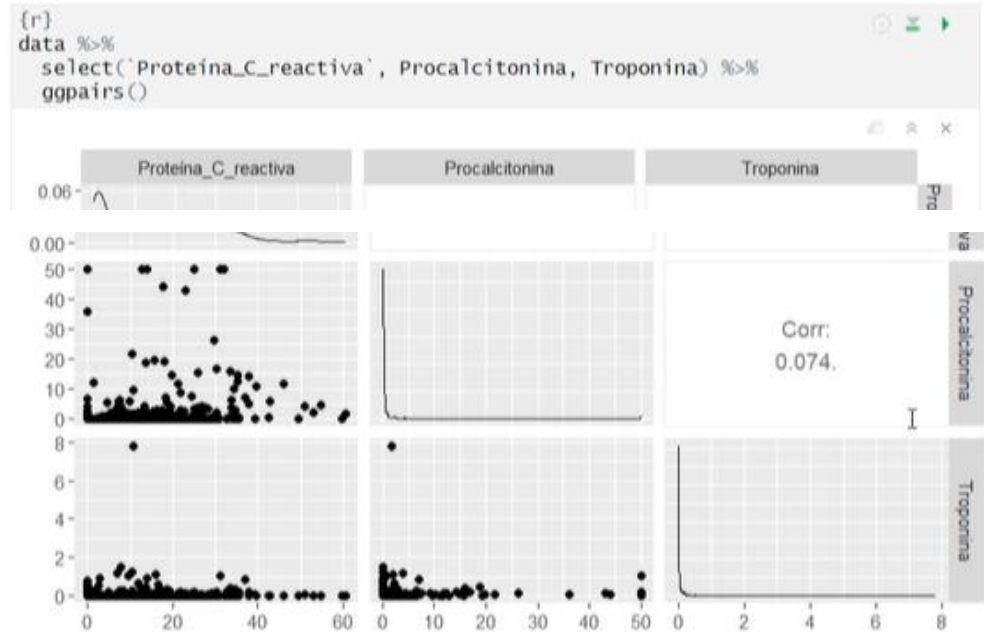 {r}
data %>%
select(`Proteína_C_reactiva`, Procalcitonina, Troponina) %>%
ggpairs()
Proteína_C_reactiva Procalcitonina Troponina
0.06
0.00
50
40
30
20
10
0
Corr:
0.074.
Procalcitonina
8
6
4
2
0
Troponina
0 20 40 60 0 10 20 30 40 50 0 2 4 6 8